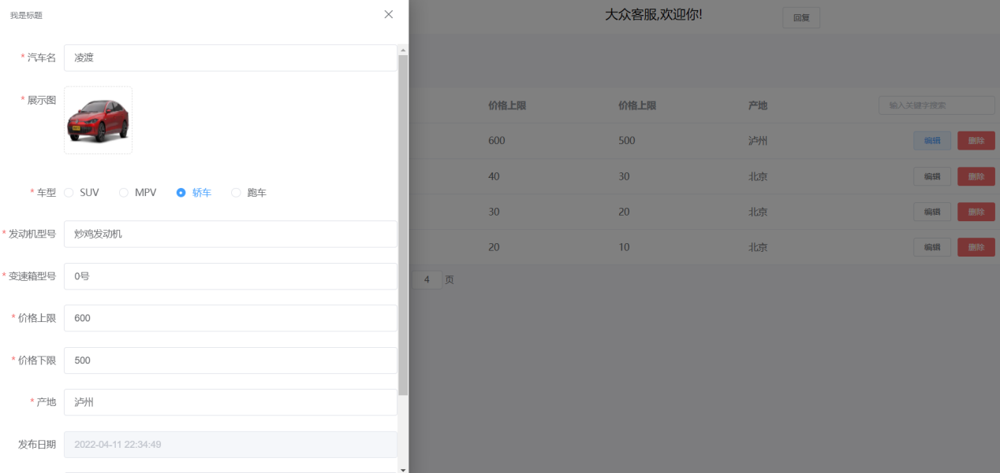 我是标题
* 汽车名 凌渡
* 展示图
* 车型 SUV MPV 轿车 跑车
* 发动机型号 炒鸡发动机
* 变速箱型号 0号
* 价格上限 600
* 价格下限 500
* 产地 泸州
发布日期 2022-04-11 22:34:49
大众客服,欢迎你! 回复
价格上限 价格上限 产地 输入关键字搜索
600 500 泸州 编辑 删除
40 30 北京 编辑 删除
30 20 北京 编辑 删除
20 10 北京 编辑 删除
4 页